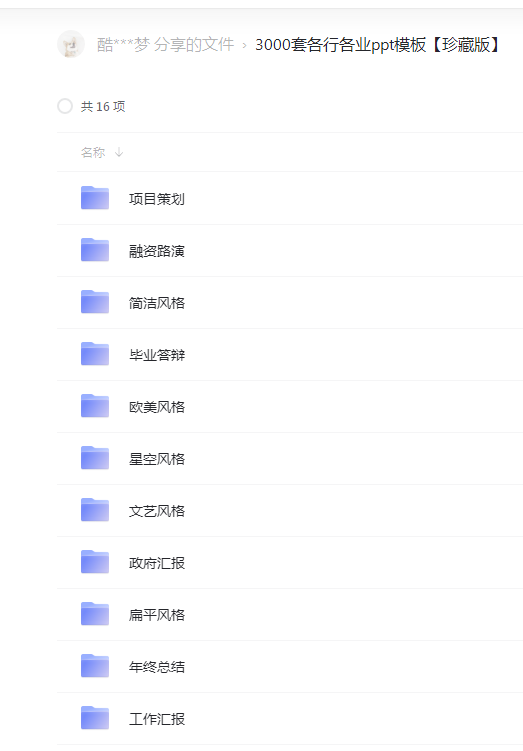 酷***梦 分享的文件 › 3000套各行各业ppt模板【珍藏版】
共 16 项
名称 ↓
项目策划
融资路演
简洁风格
毕业答辩
欧美风格
星空风格
文艺风格
政府汇报
扁平风格
年终总结
工作汇报